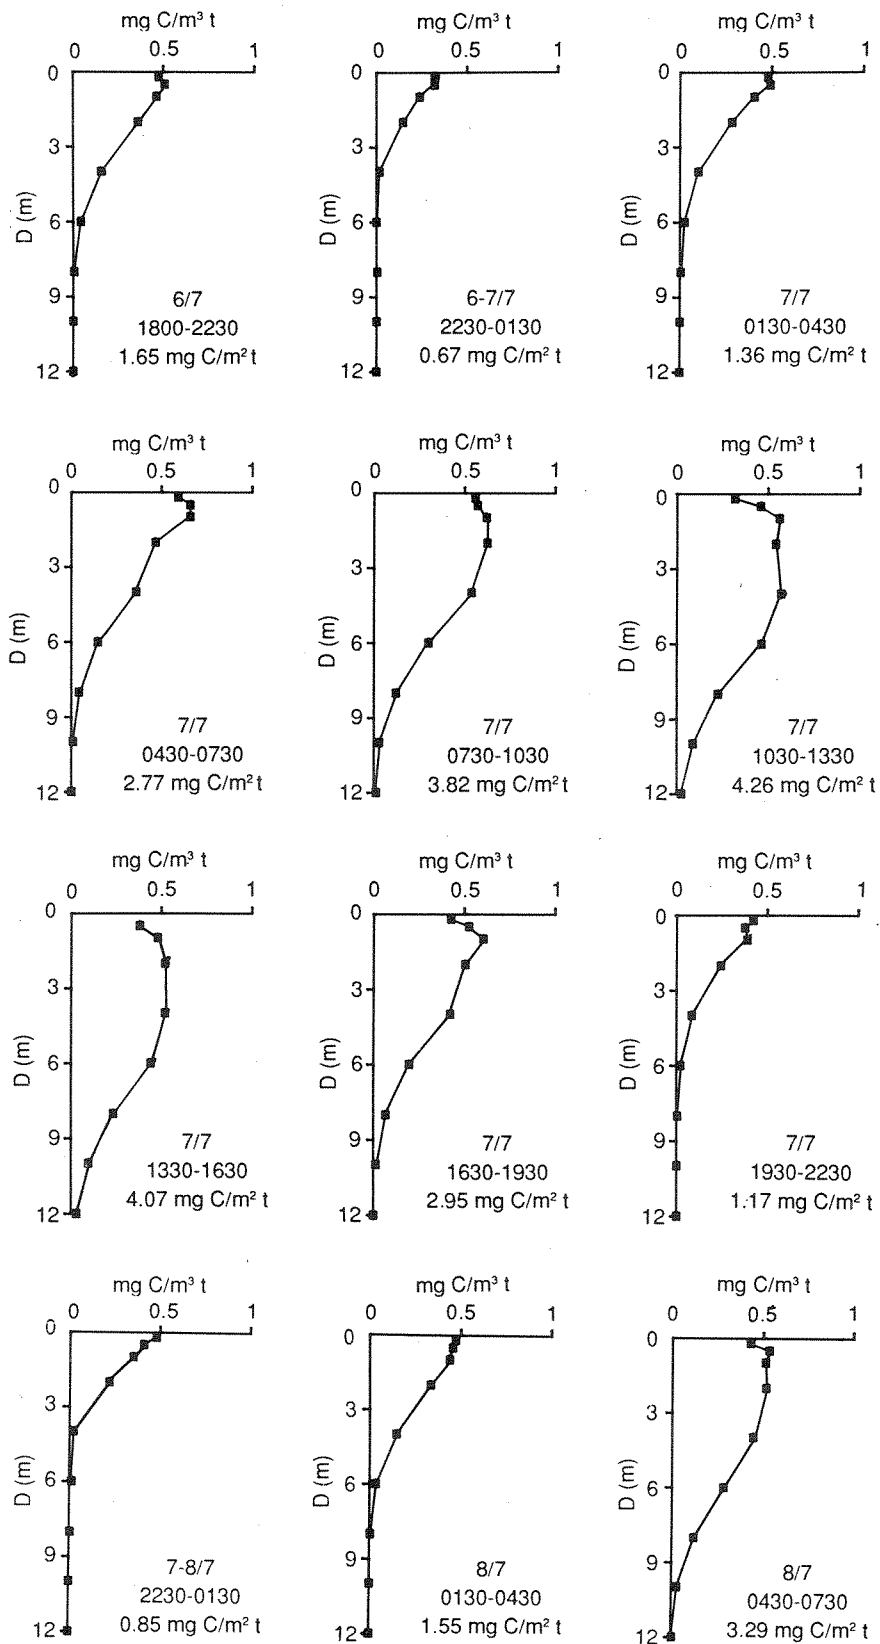 mg C/m³ t mg C/m³ t mg C/m³ t
0 0.5 1 0 0.5 1 0 0.5 1
0 0 0
3 3 3
D (m) D (m) D (m)
6 6 6
9 9 9
6/7 6-7/7 7/7
1800-2230 2230-0130 0130-0430
1.65 mg C/m² t 0.67 mg C/m² t 1.36 mg C/m² t
12 12 12
mg C/m³ t mg C/m³ t mg C/m³ t
0 0.5 1 0 0.5 1 0 0.5 1
0 0 0
3 3 3
D (m) D (m) D (m)
6 6 6
9 9 9
7/7 7/7 7/7
0430-0730 0730-1030 1030-1330
2.77 mg C/m² t 3.82 mg C/m² t 4.26 mg C/m² t
12 12 12
mg C/m³ t mg C/m³ t mg C/m³ t
0 0.5 1 0 0.5 1 0 0.5 1
0 0 0
3 3 3
D (m) D (m) D (m)
6 6 6
9 9 9
7/7 7/7 7/7
1330-1630 1630-1930 1930-2230
4.07 mg C/m² t 2.95 mg C/m² t 1.17 mg C/m² t
12 12 12
mg C/m³ t mg C/m³ t mg C/m³ t
0 0.5 1 0 0.5 1 0 0.5 1
0 0 0
3 3 3
D (m) D (m) D (m)
6 6 6
9 9 9
7-8/7 8/7 8/7
2230-0130 0130-0430 0430-0730
0.85 mg C/m² t 1.55 mg C/m² t 3.29 mg C/m² t
12 12 12